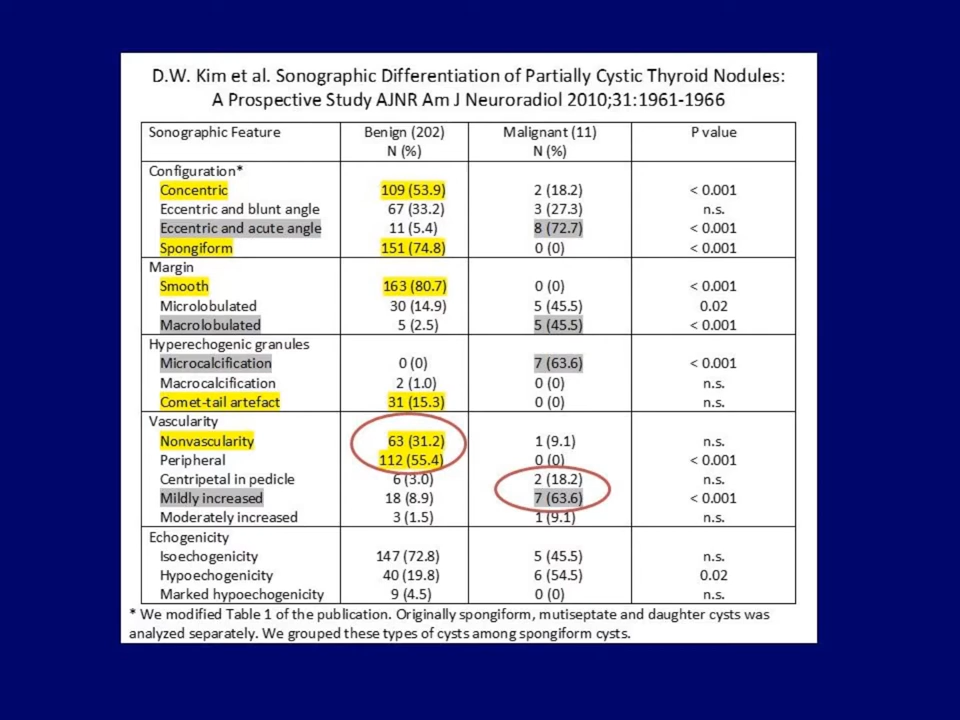 D.W. Kim et al. Sonographic Differentiation of Partially Cystic Thyroid Nodules:
A Prospective Study AJNR Am J Neuroradiol 2010;31:1961-1966
Sonographic Feature Benign (202) Malignant (11) P value
N (%) N (%)
Configuration*
Concentric 109 (53.9) 2 (18.2) < 0.001
Eccentric and blunt angle 67 (33.2) 3 (27.3) n.s.
Eccentric and acute angle 11 (5.4) 8 (72.7) < 0.001
Spongiform 151 (74.8) 0 (0) < 0.001
Margin
Smooth 163 (80.7) 0 (0) < 0.001
Microlobulated 30 (14.9) 5 (45.5) 0.02
Macrolobulated 5 (2.5) 5 (45.5) < 0.001
Hyperechogenic granules
Microcalcification 0 (0) 7 (63.6) < 0.001
Macrocalcification 2 (1.0) 0 (0) n.s.
Comet-tail artefact 31 (15.3) 0 (0) n.s.
Vascularity
Nonvascularity 63 (31.2) 1 (9.1) n.s.
Peripheral 112 (55.4) 0 (0) < 0.001
Centripetal in pedicle 6 (3.0) 2 (18.2) n.s.
Mildly increased 18 (8.9) 7 (63.6) < 0.001
Moderately increased 3 (1.5) 1 (9.1) n.s.
Echogenicity
Isoechogenicity 147 (72.8) 5 (45.5) n.s.
Hypoechogenicity 40 (19.8) 6 (54.5) 0.02
Marked hypoechogenicity 9 (4.5) 0 (0) n.s.
* We modified Table 1 of the publication. Originally spongiform, mutiseptate and daughter cysts was
analyzed separately. We grouped these types of cysts among spongiform cysts.